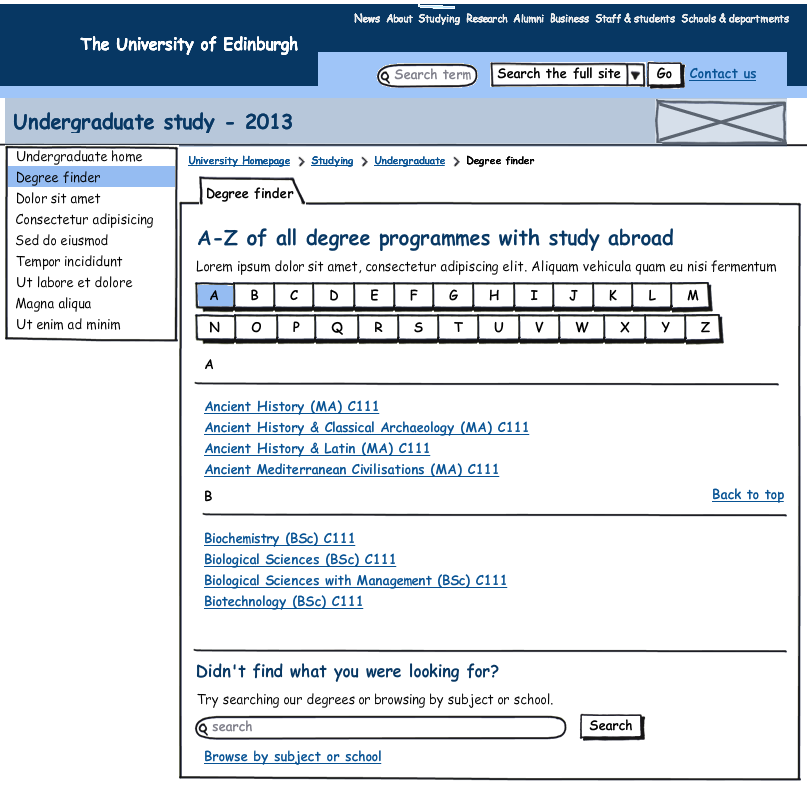 News About Studying Research Alumni Business Staff & students Schools & departments
The University of Edinburgh
Search term Search the full site Go Contact us
Undergraduate study - 2013
Undergraduate home
Degree finder
Dolor sit amet
Consectetur adipisicing
Sed do eiusmod
Tempor incididunt
Ut labore et dolore
Magna aliqua
Ut enim ad minim
University Homepage Studying Undergraduate Degree finder
Degree finder
A-Z of all degree programmes with study abroad
Lorem ipsum dolor sit amet, consectetur adipiscing elit. Aliquam vehicula quam eu nisi fermentum
A B C D E F G H I J K L M
N O P Q R S T U V W X Y Z
A
Ancient History (MA) C111
Ancient History & Classical Archaeology (MA) C111
Ancient History & Latin (MA) C111
Ancient Mediterranean Civilisations (MA) C111
B Back to top
Biochemistry (BSc) C111
Biological Sciences (BSc) C111
Biological Sciences with Management (BSc) C111
Biotechnology (BSc) C111
Didn't find what you were looking for?
Try searching our degrees or browsing by subject or school.
search Search
Browse by subject or school